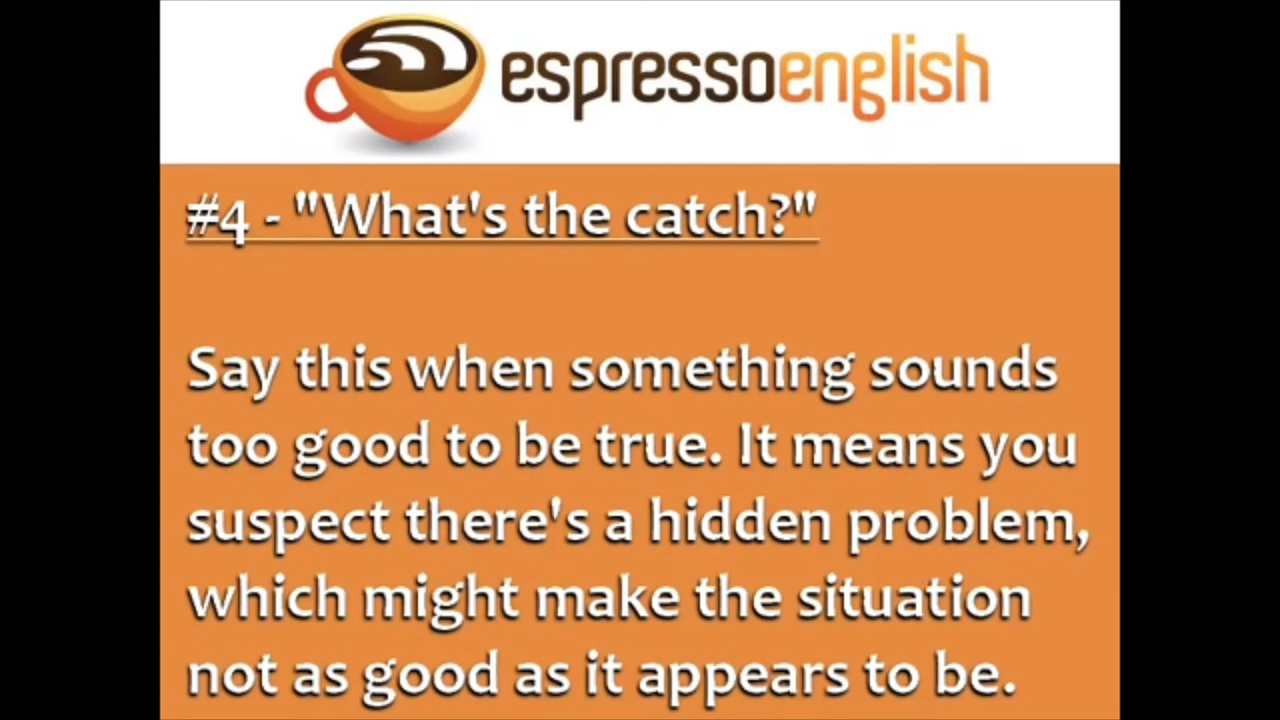 espressoenglish
#4 - "What's the catch?"
Say this when something sounds
too good to be true. It means you
suspect there's a hidden problem,
which might make the situation
not as good as it appears to be.